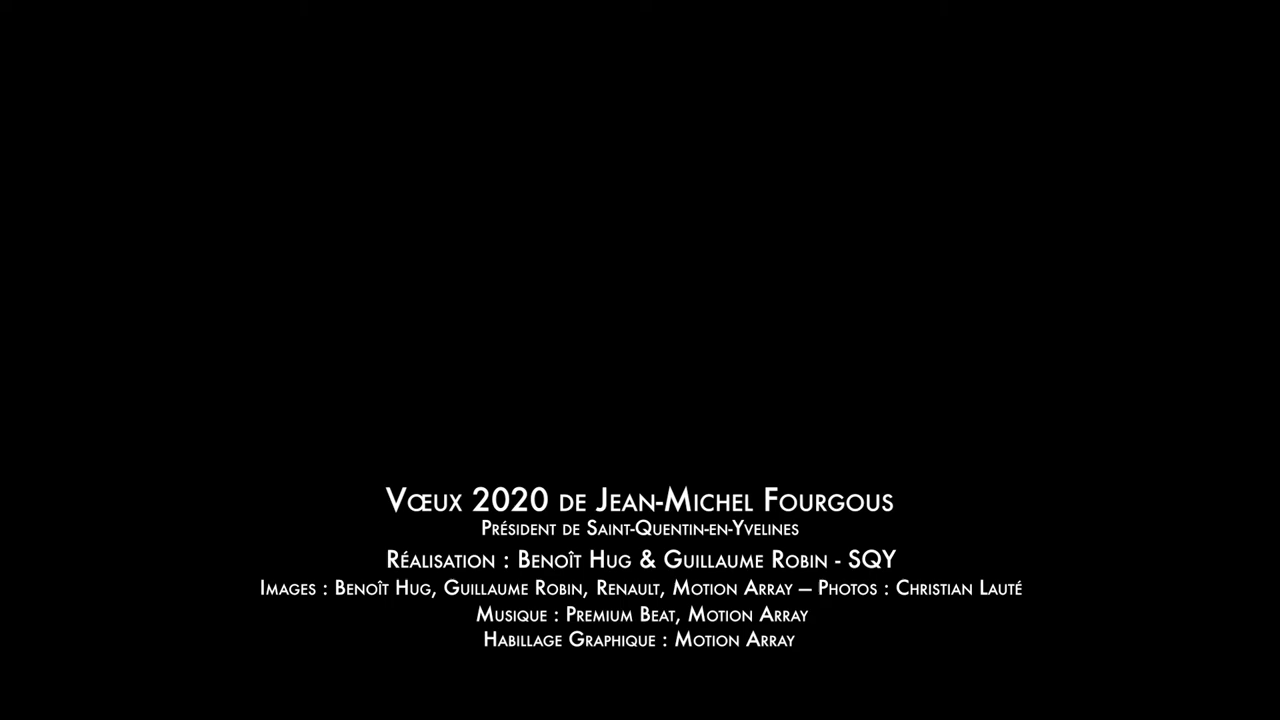 Vœux 2020 de Jean-Michel Fourgous
Président de Saint-Quentin-en-Yvelines
Réalisation : Benoît Hug & Guillaume Robin - SQY
Images : Benoît Hug, Guillaume Robin, Renault, Motion Array – Photos : Christian Lauté
Musique : Premium Beat, Motion Array
Habillage Graphique : Motion Array